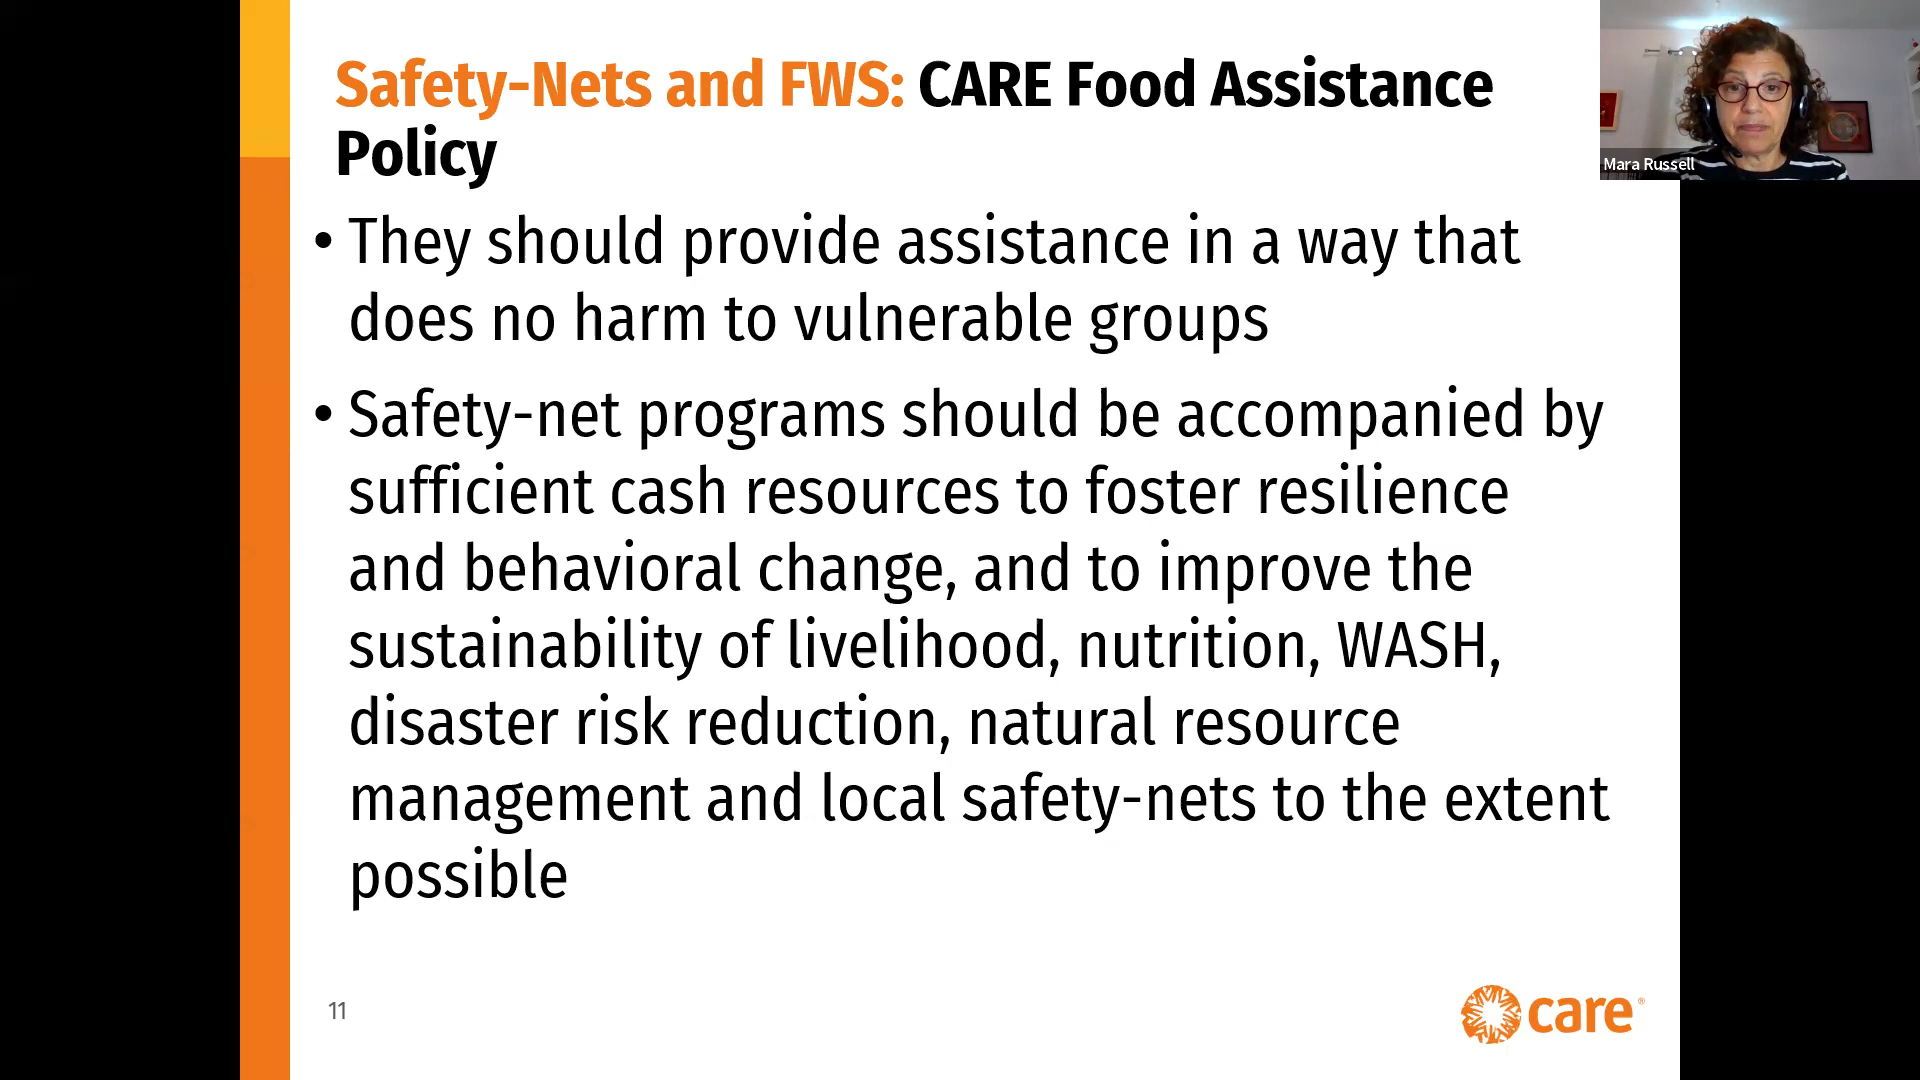 Safety-Nets and FWS: CARE Food Assistance
Policy
• They should provide assistance in a way that
does no harm to vulnerable groups
• Safety-net programs should be accompanied by
sufficient cash resources to foster resilience
and behavioral change, and to improve the
sustainability of livelihood, nutrition, WASH,
disaster risk reduction, natural resource
management and local safety-nets to the extent
possible
11
care®
Mara Russell